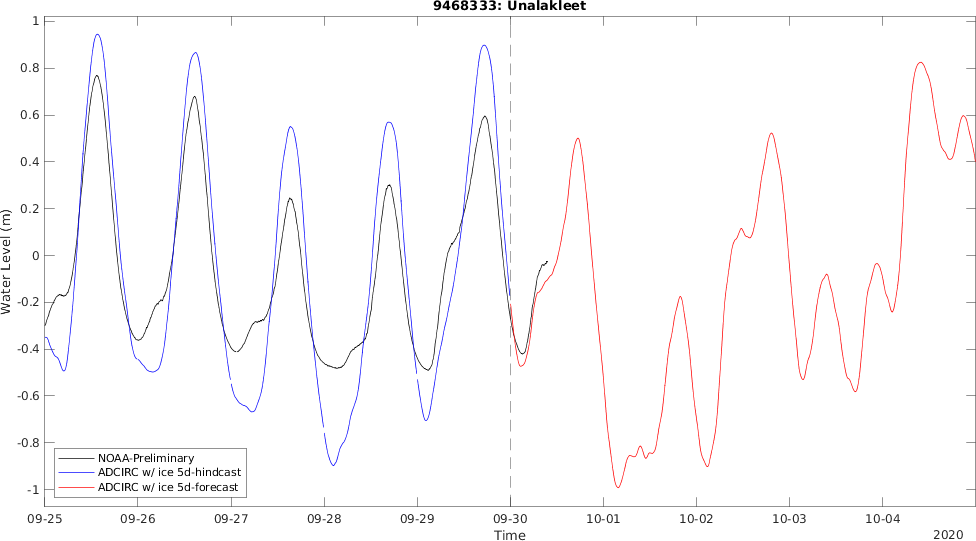 9468333: Unalakleet
1
0.8
0.6
0.4
0.2
0
-0.2
-0.4
-0.6
-0.8
-1
Water Level (m)
NOAA-Preliminary
ADCIRC w/ ice 5d-hindcast
ADCIRC w/ ice 5d-forecast
09-25 09-26 09-27 09-28 09-29 09-30 10-01 10-02 10-03 10-04
Time
2020